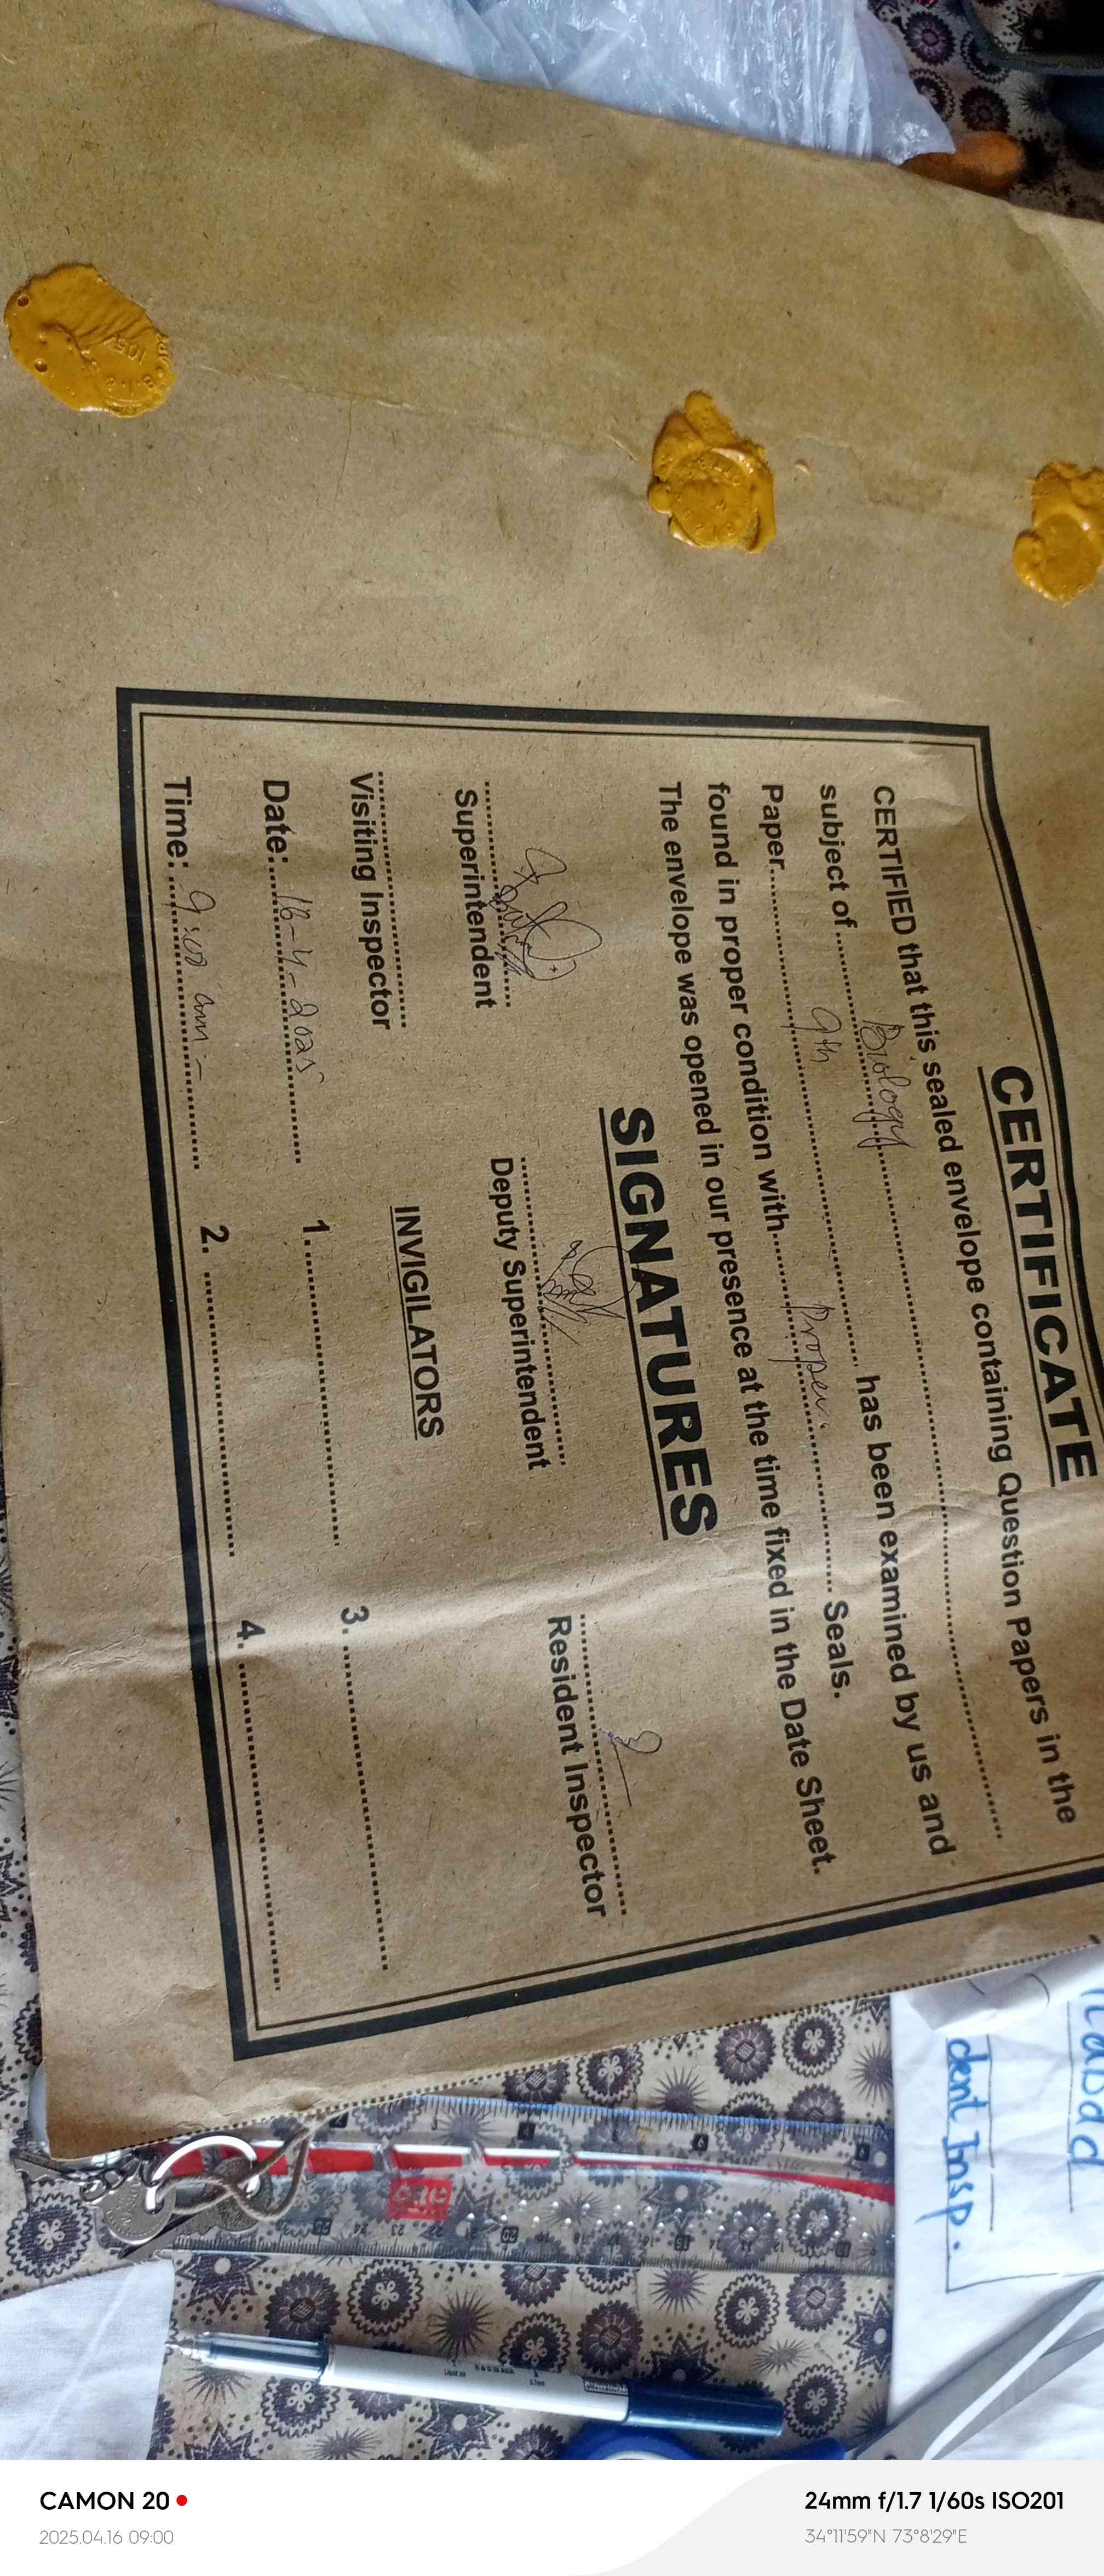 CERTIFICATE
CERTIFIED that this sealed envelope containing Question Papers in the
subject of Biology
Paper 9th has been examined by us and
found in proper condition with Proper Seals.
The envelope was opened in our presence at the time fixed in the Date Sheet.
SIGNATURES
Superintendent
Deputy Superintendent
Resident Inspector
Visiting Inspector
INVIGILATORS
Date: 16-4-2025
1.
3.
Time: 9:00 am
2.
4.
dent Insp.
CAMON 20
2025.04.16 09:00
24mm f/1.7 1/60s ISO201
34°11'59"N 73°8'29"E